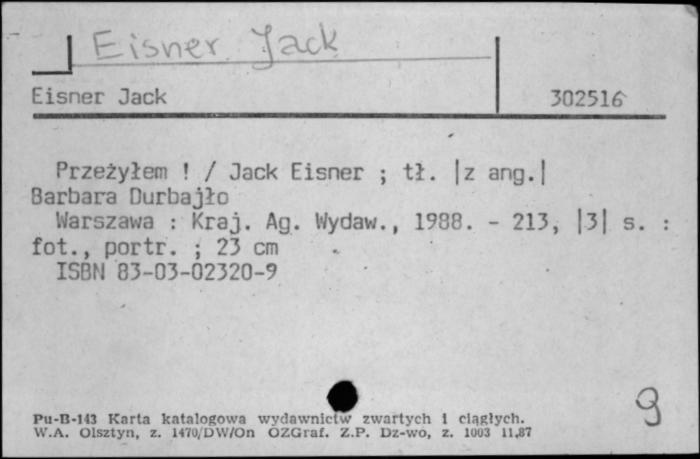 Eisner Jack
Eisner Jack 302516
Przeżyłem ! / Jack Eisner ; tł. |z ang.|
Barbara Durbajło
Warszawa : Kraj. Ag. Wydaw., 1988. - 213, |3| s. :
fot., portr. ; 23 cm
ISBN 83-03-02320-9
9
Pu-B-143 Karta katalogowa wydawnictw zwartych i ciągłych.
W.A. Olsztyn, z. 1470/DW/On OZGraf. Z.P. Dz-wo, z. 1003 11,87